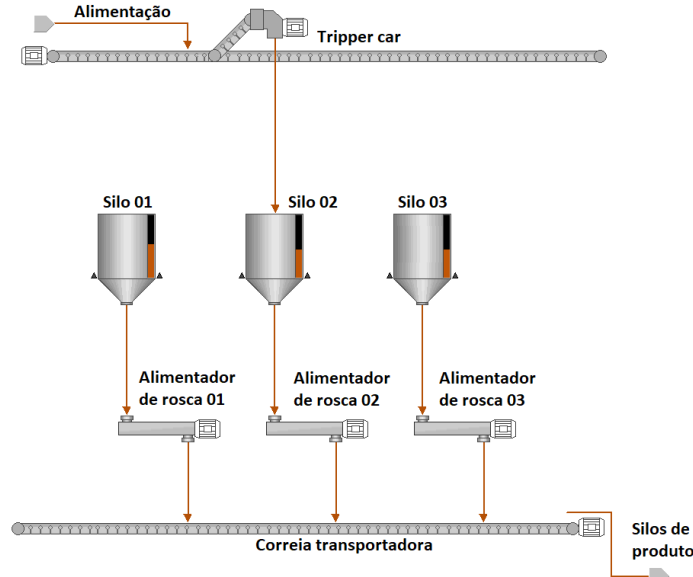 Alimentação
Tripper car
Silo 01
Silo 02
Silo 03
Alimentador
de rosca 01
Alimentador
de rosca 02
Alimentador
de rosca 03
Correia transportadora
Silos de
produto